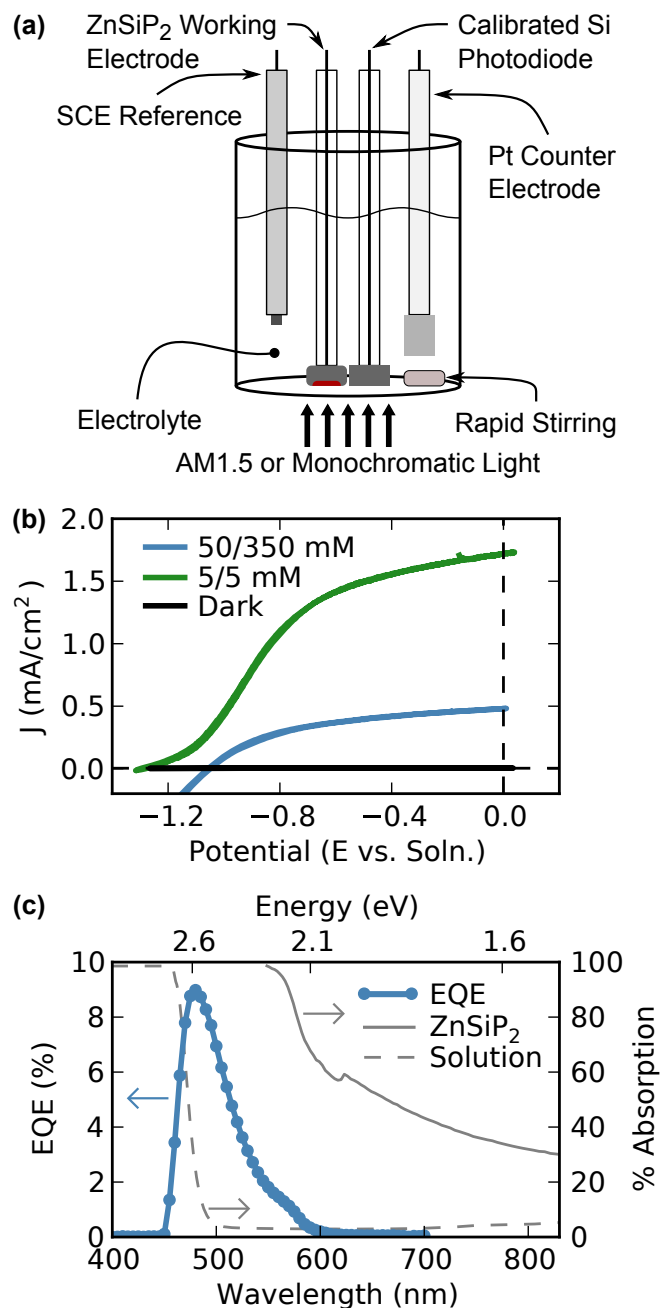 (a)
ZnSiP₂ Working
Electrode
Calibrated Si
Photodiode
SCE Reference
Pt Counter
Electrode
Electrolyte
Rapid Stirring
AM1.5 or Monochromatic Light
(b)
2.0
1.5
1.0
0.5
0.0
J (mA/cm²)
50/350 mM
5/5 mM
Dark
−1.2
−0.8
−0.4
0.0
Potential (E vs. Soln.)
(c)
Energy (eV)
2.6
2.1
1.6
10
8
6
4
2
0
EQE (%)
EQE
ZnSiP₂
Solution
100
80
60
40
20
0
% Absorption
400
500
600
700
800
Wavelength (nm)